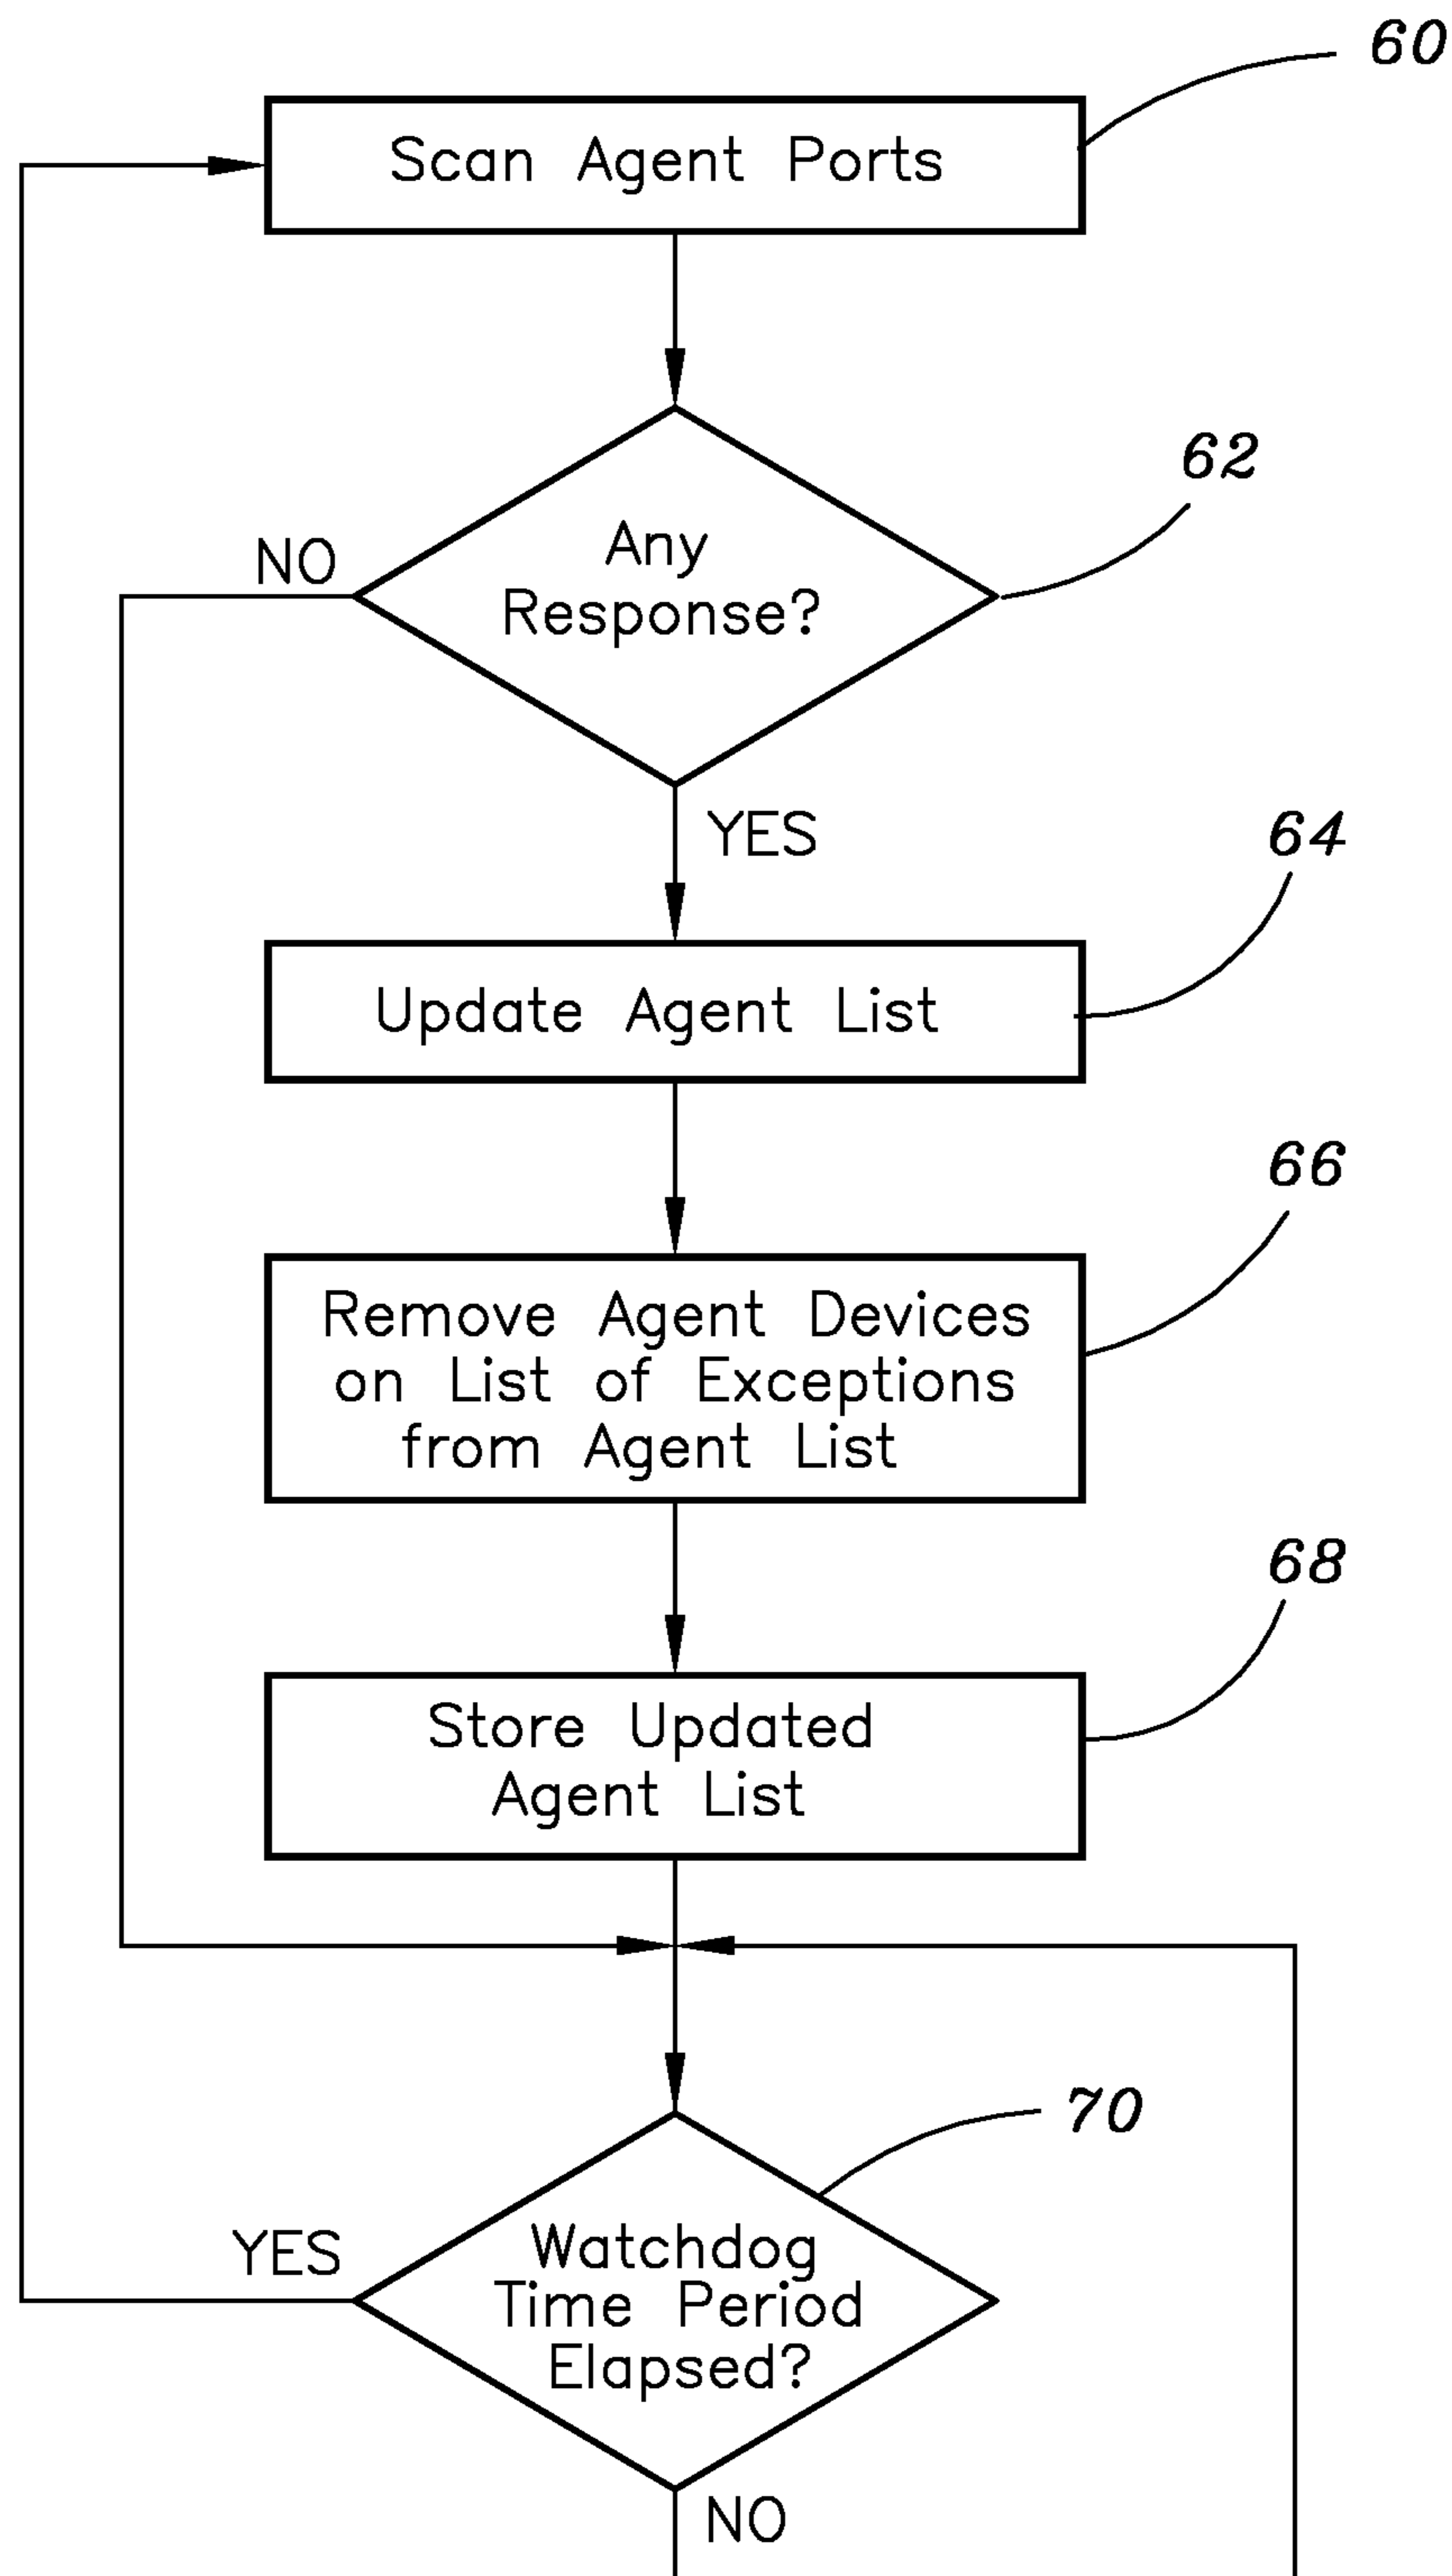 60
Scan Agent Ports
62
NO
Any
Response?
YES
64
Update Agent List
66
Remove Agent Devices
on List of Exceptions
from Agent List
68
Store Updated
Agent List
70
YES
Watchdog
Time Period
Elapsed?
NO